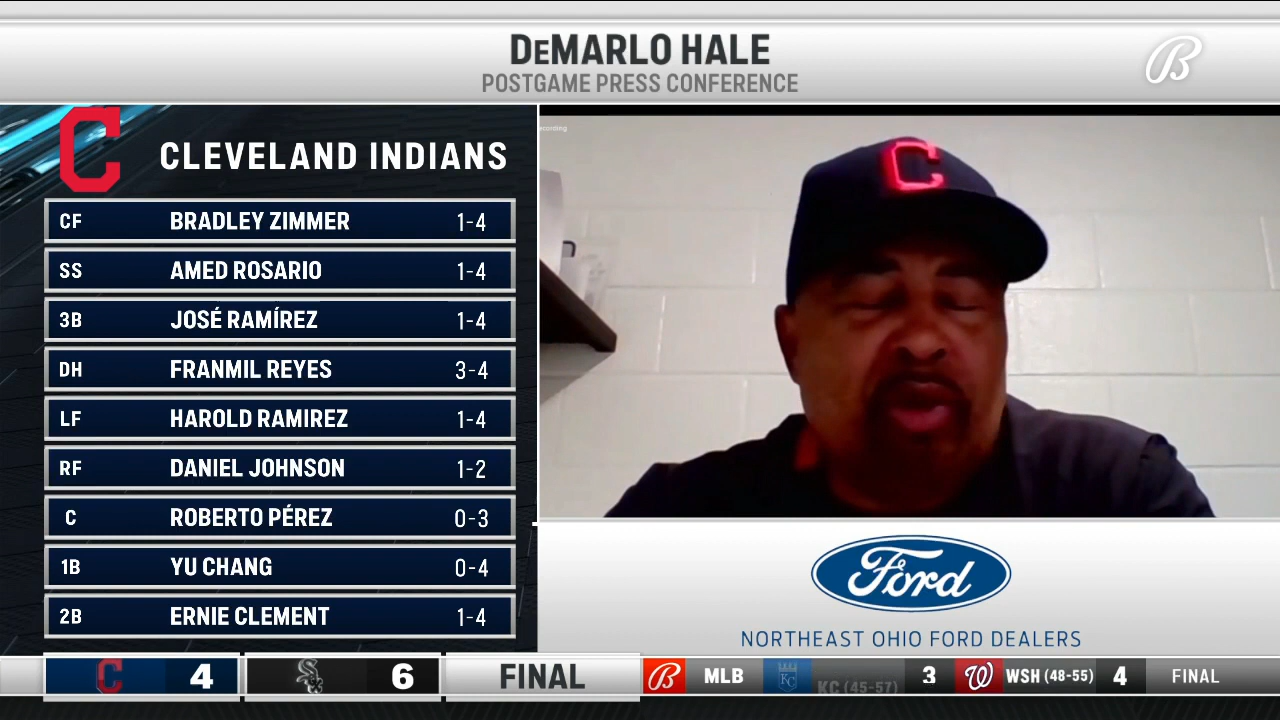 DEMARLO HALE
POSTGAME PRESS CONFERENCE
B
C
CLEVELAND INDIANS
CF BRADLEY ZIMMER 1-4
SS AMED ROSARIO 1-4
3B JOSÉ RAMÍREZ 1-4
DH FRANMIL REYES 3-4
LF HAROLD RAMIREZ 1-4
RF DANIEL JOHNSON 1-2
C ROBERTO PÉREZ 0-3
1B YU CHANG 0-4
2B ERNIE CLEMENT 1-4
ecording
C
Ford
NORTHEAST OHIO FORD DEALERS
C 4 Sox 6 FINAL B MLB KC KC (45-57) 3 W WSH (48-55) 4 FINAL